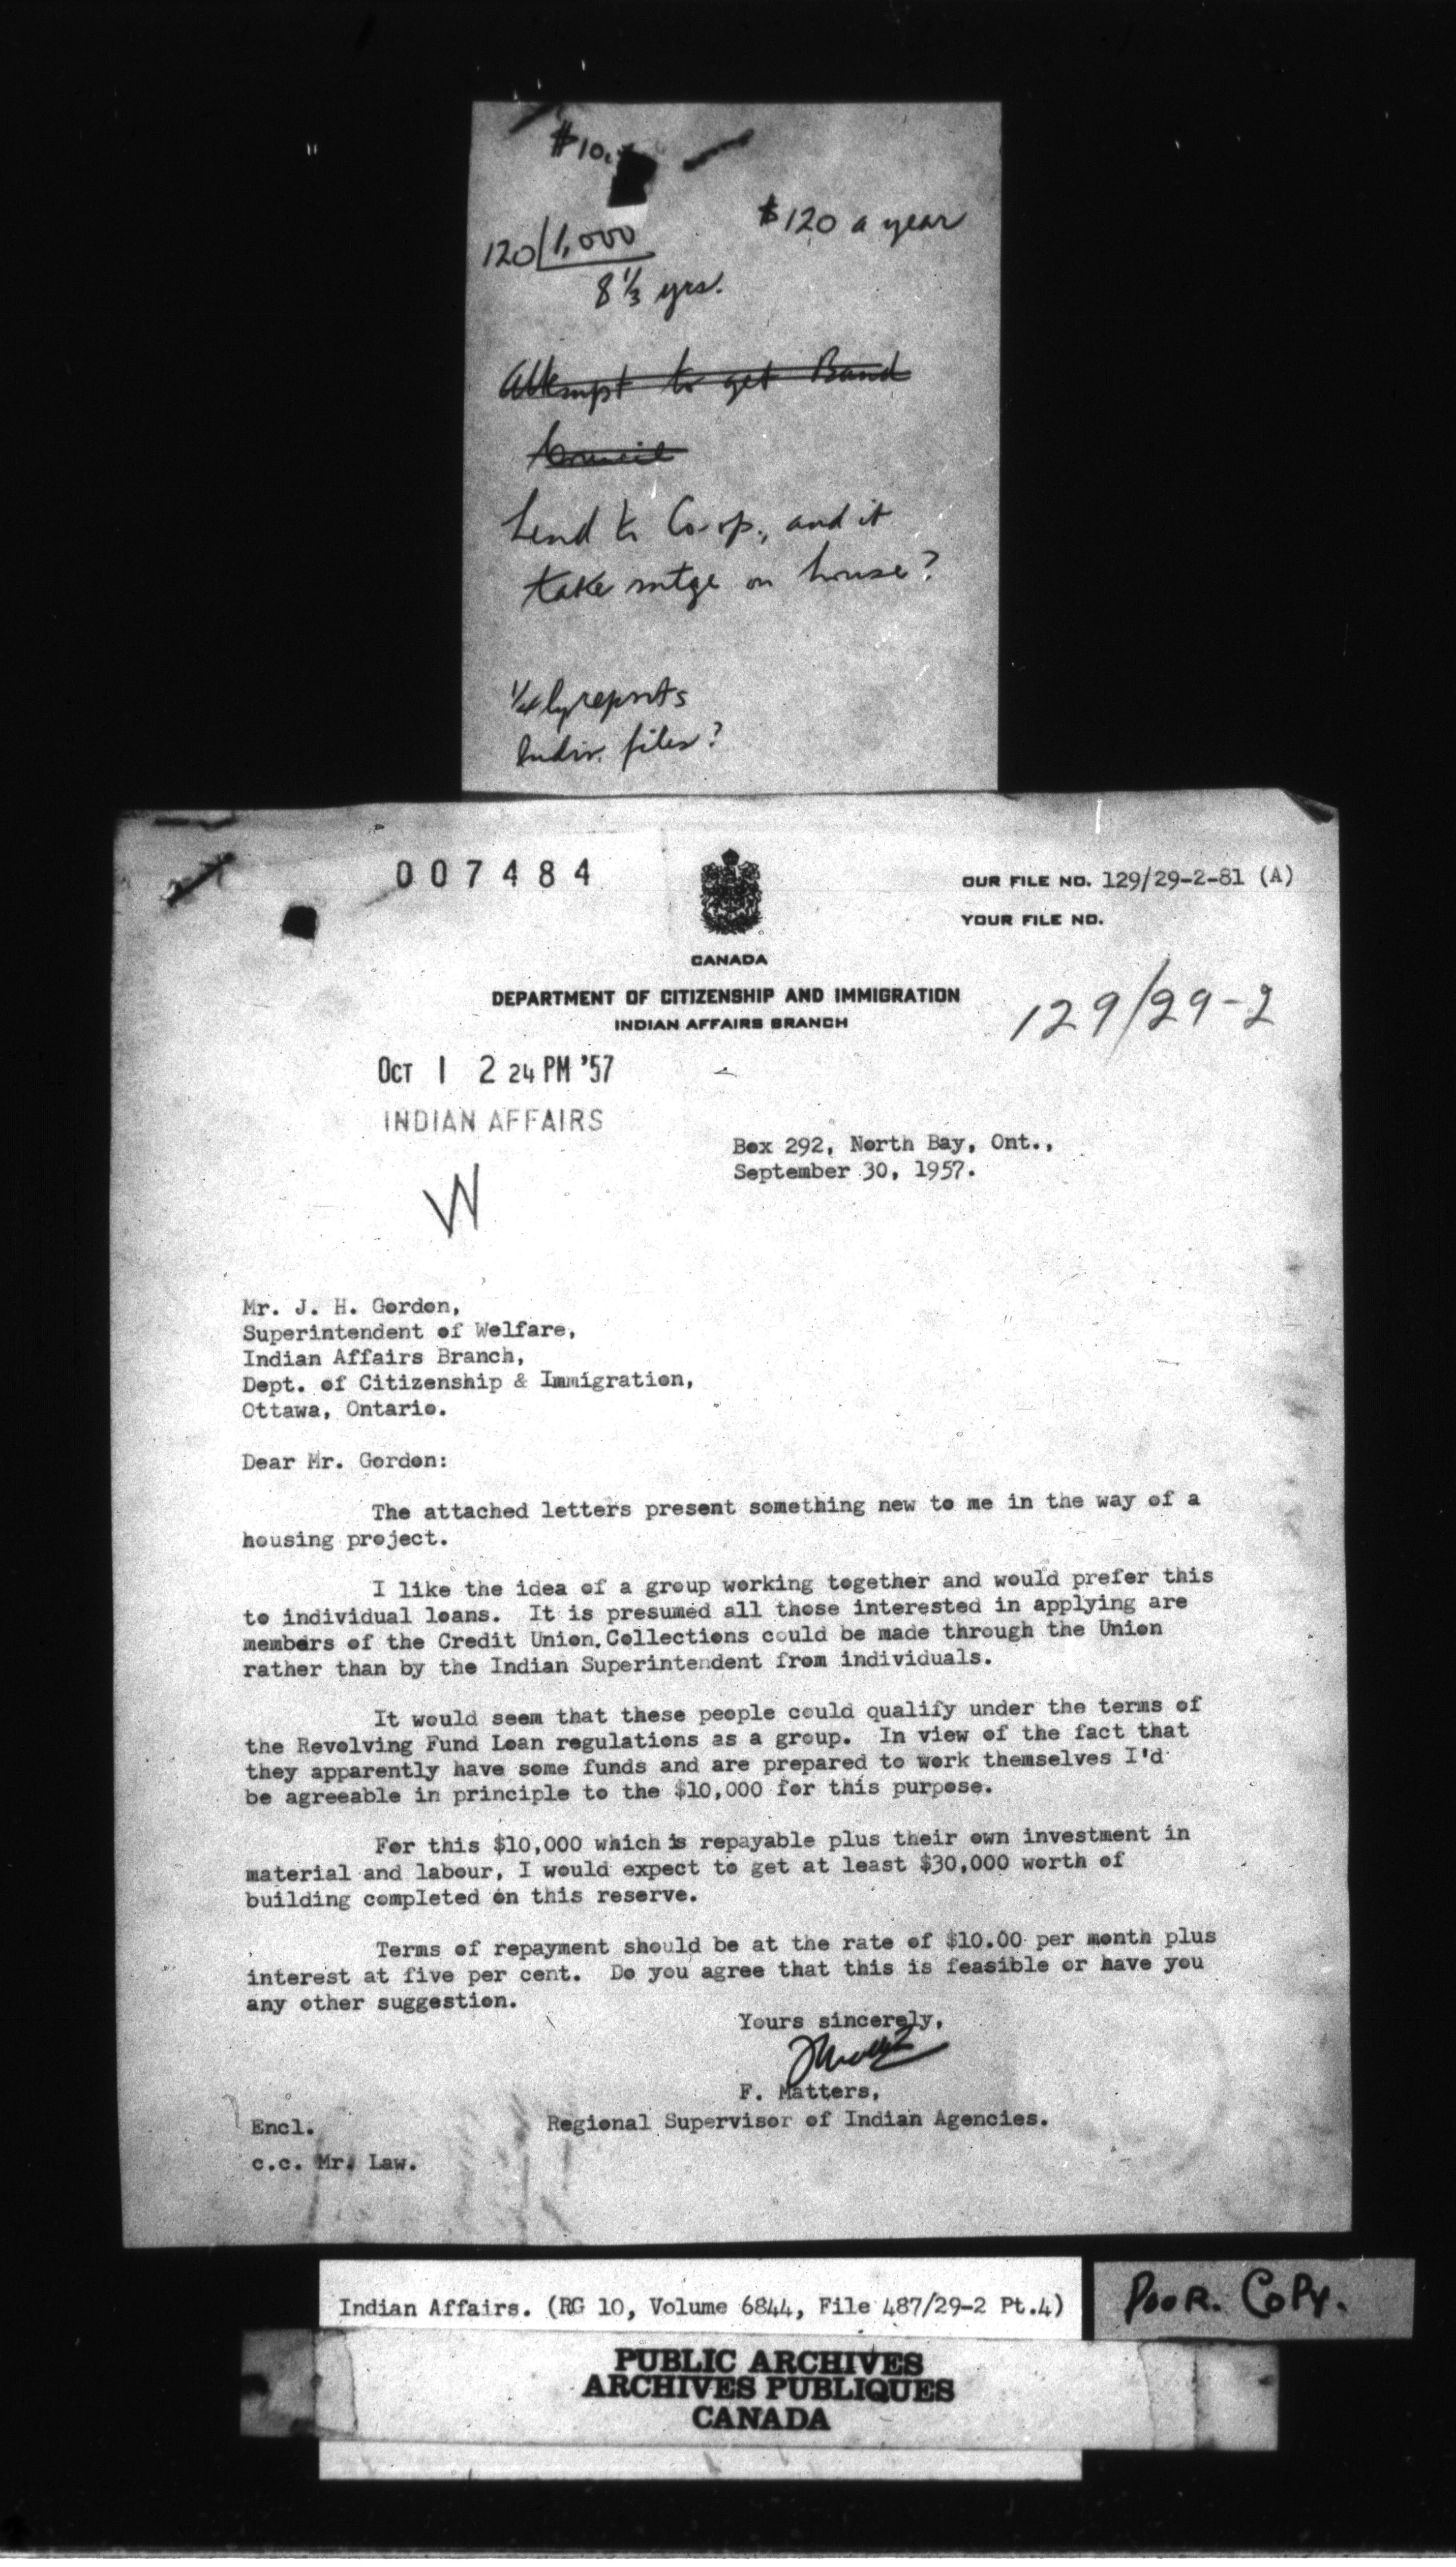 $10.
$120 a year
120 1,000
8 1/3 yrs.
Attempt to get Band
Council
Lend to Co-op., and it
take mtge on house?
1/4ly reports
Indiv. files?
007484
OUR FILE NO. 129/29-2-81 (A)
YOUR FILE NO.
CANADA
DEPARTMENT OF CITIZENSHIP AND IMMIGRATION
INDIAN AFFAIRS BRANCH
129/29-2
OCT 1 2 24 PM '57
INDIAN AFFAIRS
Box 292, North Bay, Ont.,
September 30, 1957.
W
Mr. J. H. Gordon,
Superintendent of Welfare,
Indian Affairs Branch,
Dept. of Citizenship & Immigration,
Ottawa, Ontario.
Dear Mr. Gordon:
The attached letters present something new to me in the way of a
housing project.
I like the idea of a group working together and would prefer this
to individual loans. It is presumed all those interested in applying are
members of the Credit Union. Collections could be made through the Union
rather than by the Indian Superintendent from individuals.
It would seem that these people could qualify under the terms of
the Revolving Fund Loan regulations as a group. In view of the fact that
they apparently have some funds and are prepared to work themselves I'd
be agreeable in principle to the $10,000 for this purpose.
For this $10,000 which is repayable plus their own investment in
material and labour, I would expect to get at least $30,000 worth of
building completed on this reserve.
Terms of repayment should be at the rate of $10.00 per month plus
interest at five per cent. Do you agree that this is feasible or have you
any other suggestion.
Yours sincerely,
F. Matters,
Regional Supervisor of Indian Agencies.
Encl.
c.c. Mr. Law.
Indian Affairs. (RG 10, Volume 6844, File 487/29-2 Pt.4)
POOR. COPY.
PUBLIC ARCHIVES
ARCHIVES PUBLIQUES
CANADA